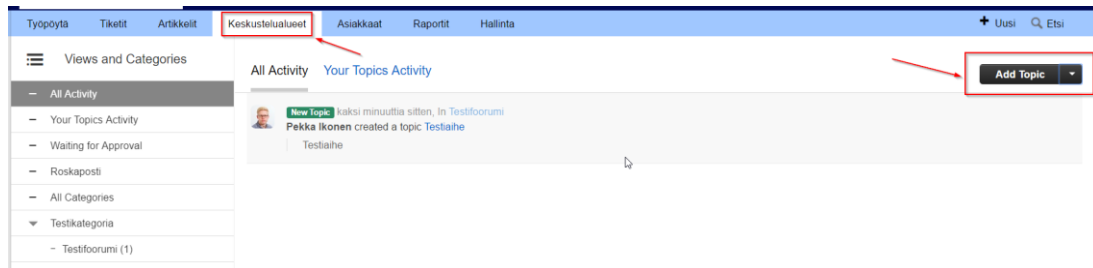 Työpöytä Tiketit Artikkelit Keskustelualueet Asiakkaat Raportit Hallinta Uusi Etsi
Views and Categories
All Activity Your Topics Activity
Add Topic
All Activity
Your Topics Activity
Waiting for Approval
Roskaposti
All Categories
Testikategoria
Testifoorumi (1)
New Topic kaksi minuuttia sitten, In Testifoorumi
Pekka Ikonen created a topic Testiaihe
Testiaihe